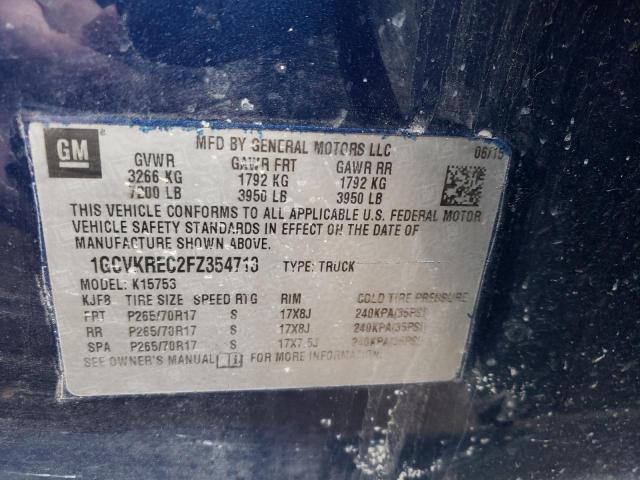 GM
MFD BY GENERAL MOTORS LLC 06/15
GVWR GAWR FRT GAWR RR
3266 KG 1792 KG 1792 KG
7200 LB 3950 LB 3950 LB
THIS VEHICLE CONFORMS TO ALL APPLICABLE U.S. FEDERAL MOTOR
VEHICLE SAFETY STANDARDS IN EFFECT ON THE DATE OF
MANUFACTURE SHOWN ABOVE.
1GCVKREC2FZ354713 TYPE: TRUCK
MODEL: K15753
KJF8 TIRE SIZE SPEED RTG RIM COLD TIRE PRESSURE
FRT P265/70R17 S 17X8J 240KPA(35PSI)
RR P265/70R17 S 17X8J 240KPA(35PSI)
SPA P265/70R17 S 17X7.5J 240KPA(35PSI)
SEE OWNER'S MANUAL FOR MORE INFORMATION.